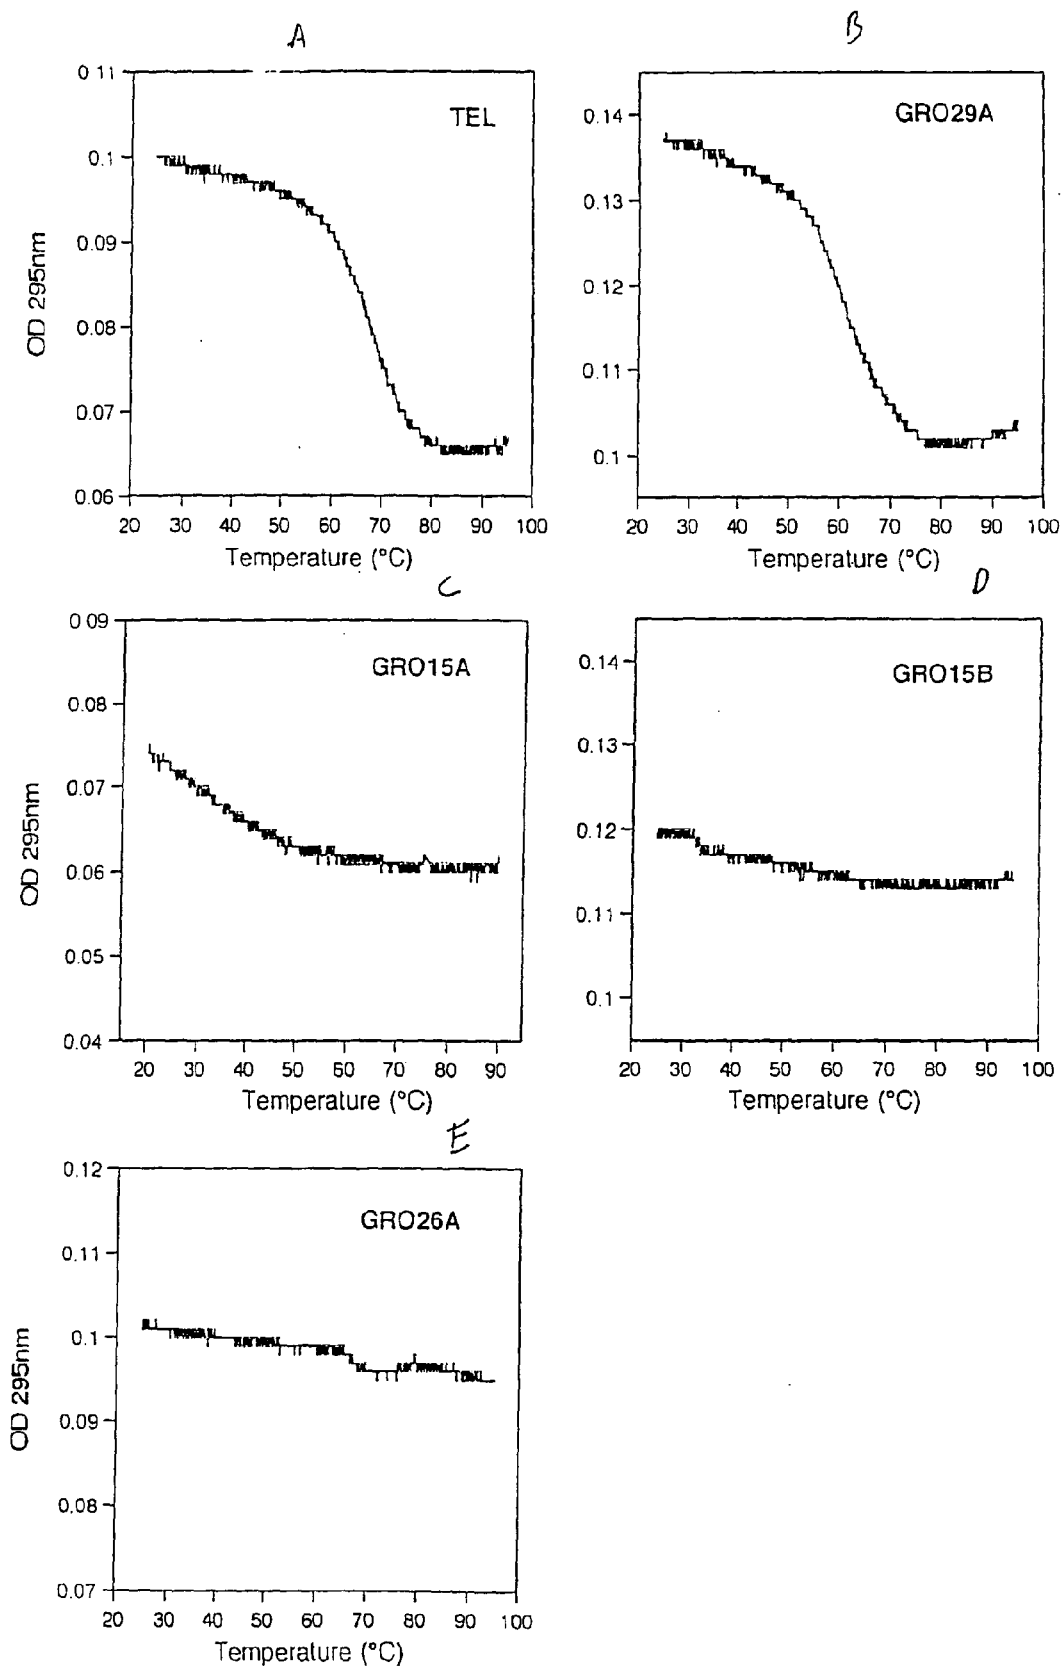 A
TEL
OD 295nm
0.11
0.1
0.09
0.08
0.07
0.06
20 30 40 50 60 70 80 90 100
Temperature (°C)
B
GRO29A
0.14
0.13
0.12
0.11
0.1
20 30 40 50 60 70 80 90 100
Temperature (°C)
C
GRO15A
OD 295nm
0.09
0.08
0.07
0.06
0.05
0.04
20 30 40 50 60 70 80 90
Temperature (°C)
D
GRO15B
0.14
0.13
0.12
0.11
0.1
20 30 40 50 60 70 80 90 100
Temperature (°C)
E
GRO26A
OD 295nm
0.12
0.11
0.1
0.09
0.08
0.07
20 30 40 50 60 70 80 90 100
Temperature (°C)